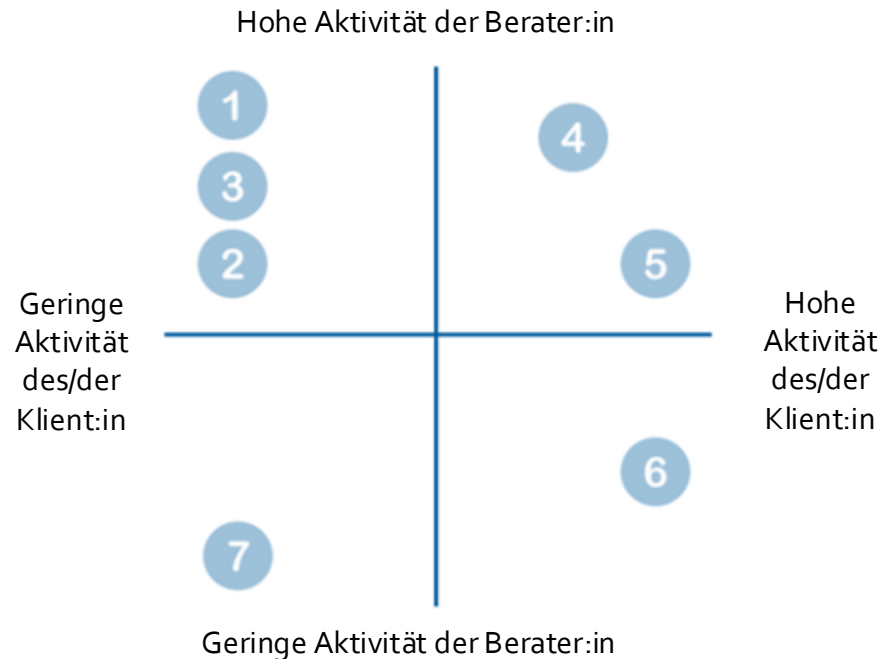 Hohe Aktivität der Berater:in
1
4
3
2
5
Geringe
Aktivität
des/der
Klient:in
Hohe
Aktivität
des/der
Klient:in
6
7
Geringe Aktivität der Berater:in